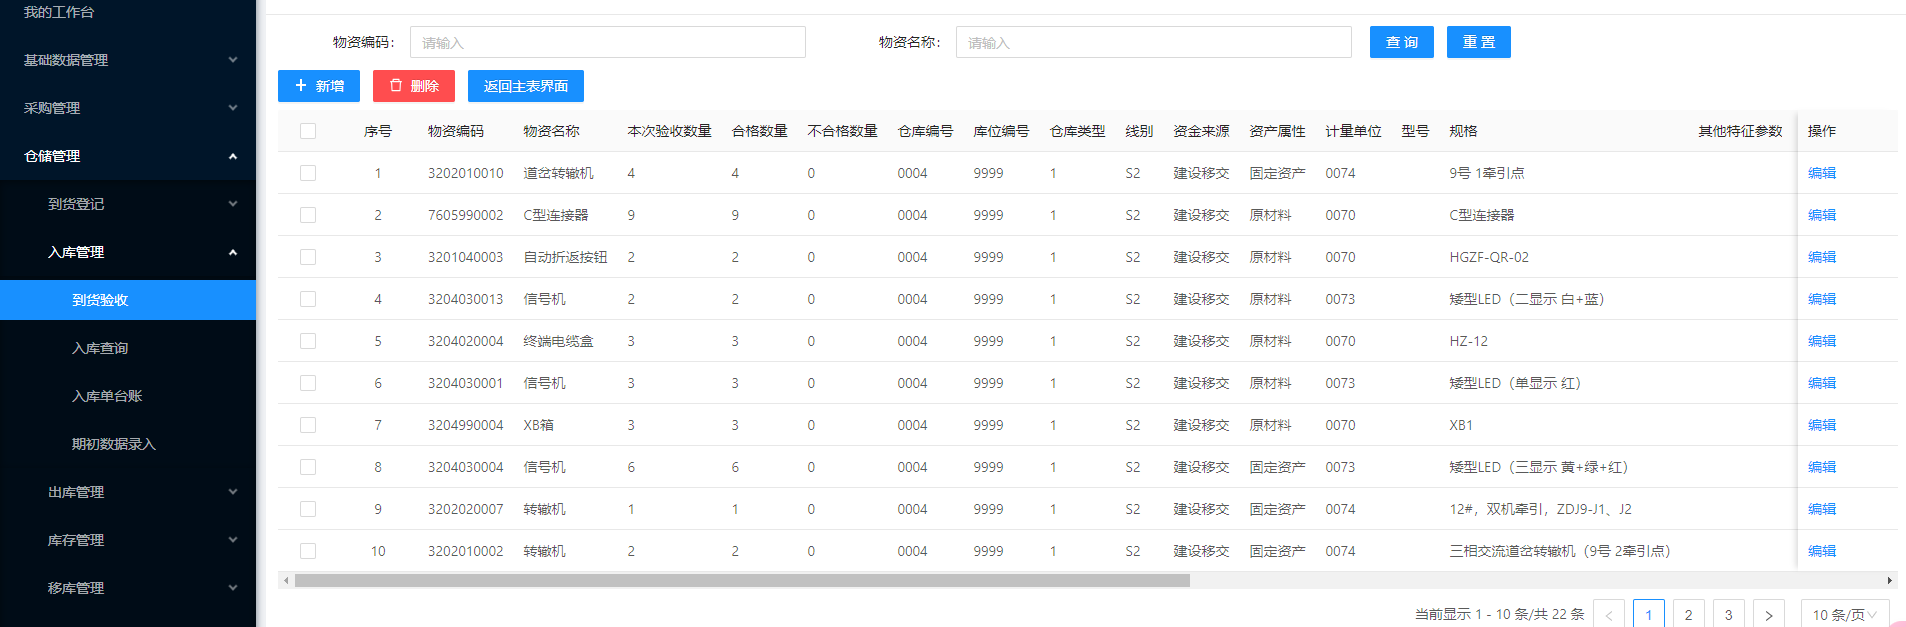 我的工作台
基础数据管理
采购管理
仓储管理
到货登记
入库管理
到货验收
入库查询
入库单台账
期初数据录入
出库管理
库存管理
移库管理
物资编码： 请输入 物资名称： 请输入 查 询 重 置
+ 新增 删除 返回主表界面
序号 物资编码 物资名称 本次验收数量 合格数量 不合格数量 仓库编号 库位编号 仓库类型 线别 资金来源 资产属性 计量单位 型号 规格 其他特征参数 操作
1 3202010010 道岔转辙机 4 4 0 0004 9999 1 S2 建设移交 固定资产 0074 9号 1牵引点 编辑
2 7605990002 C型连接器 9 9 0 0004 9999 1 S2 建设移交 原材料 0070 C型连接器 编辑
3 3201040003 自动折返按钮 2 2 0 0004 9999 1 S2 建设移交 原材料 0070 HGZF-QR-02 编辑
4 3204030013 信号机 2 2 0 0004 9999 1 S2 建设移交 原材料 0073 矮型LED（二显示 白+蓝） 编辑
5 3204020004 终端电缆盒 3 3 0 0004 9999 1 S2 建设移交 原材料 0070 HZ-12 编辑
6 3204030001 信号机 3 3 0 0004 9999 1 S2 建设移交 原材料 0073 矮型LED（单显示 红） 编辑
7 3204990004 XB箱 3 3 0 0004 9999 1 S2 建设移交 原材料 0070 XB1 编辑
8 3204030004 信号机 6 6 0 0004 9999 1 S2 建设移交 固定资产 0073 矮型LED（三显示 黄+绿+红） 编辑
9 3202020007 转辙机 1 1 0 0004 9999 1 S2 建设移交 固定资产 0074 12#，双机牵引，ZDJ9-J1、J2 编辑
10 3202010002 转辙机 2 2 0 0004 9999 1 S2 建设移交 固定资产 0074 三相交流道岔转辙机（9号 2牵引点） 编辑
当前显示 1 - 10 条/共 22 条 < 1 2 3 > 10 条/页